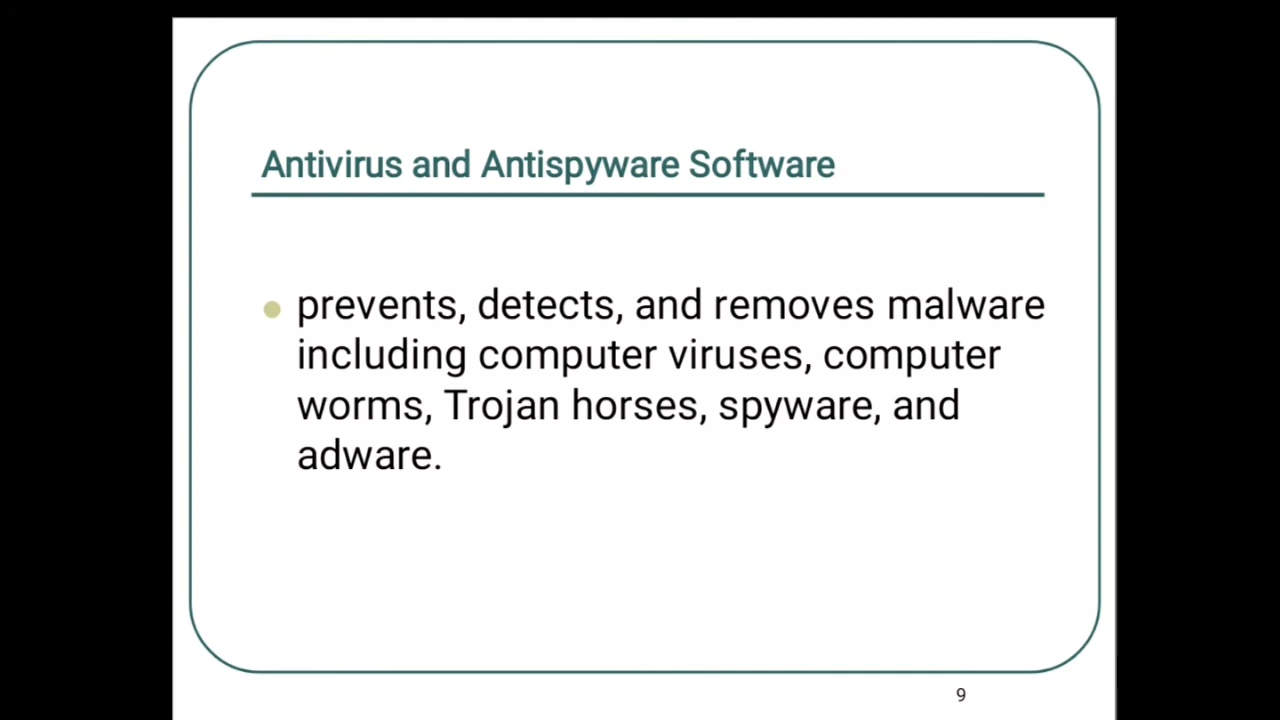 Antivirus and Antispyware Software
prevents, detects, and removes malware
including computer viruses, computer
worms, Trojan horses, spyware, and
adware.
9